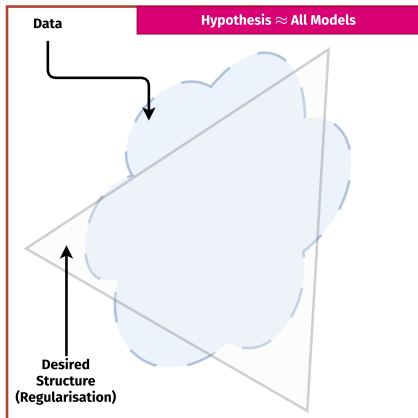 Data
Hypothesis ≈ All Models
Desired
Structure
(Regularisation)